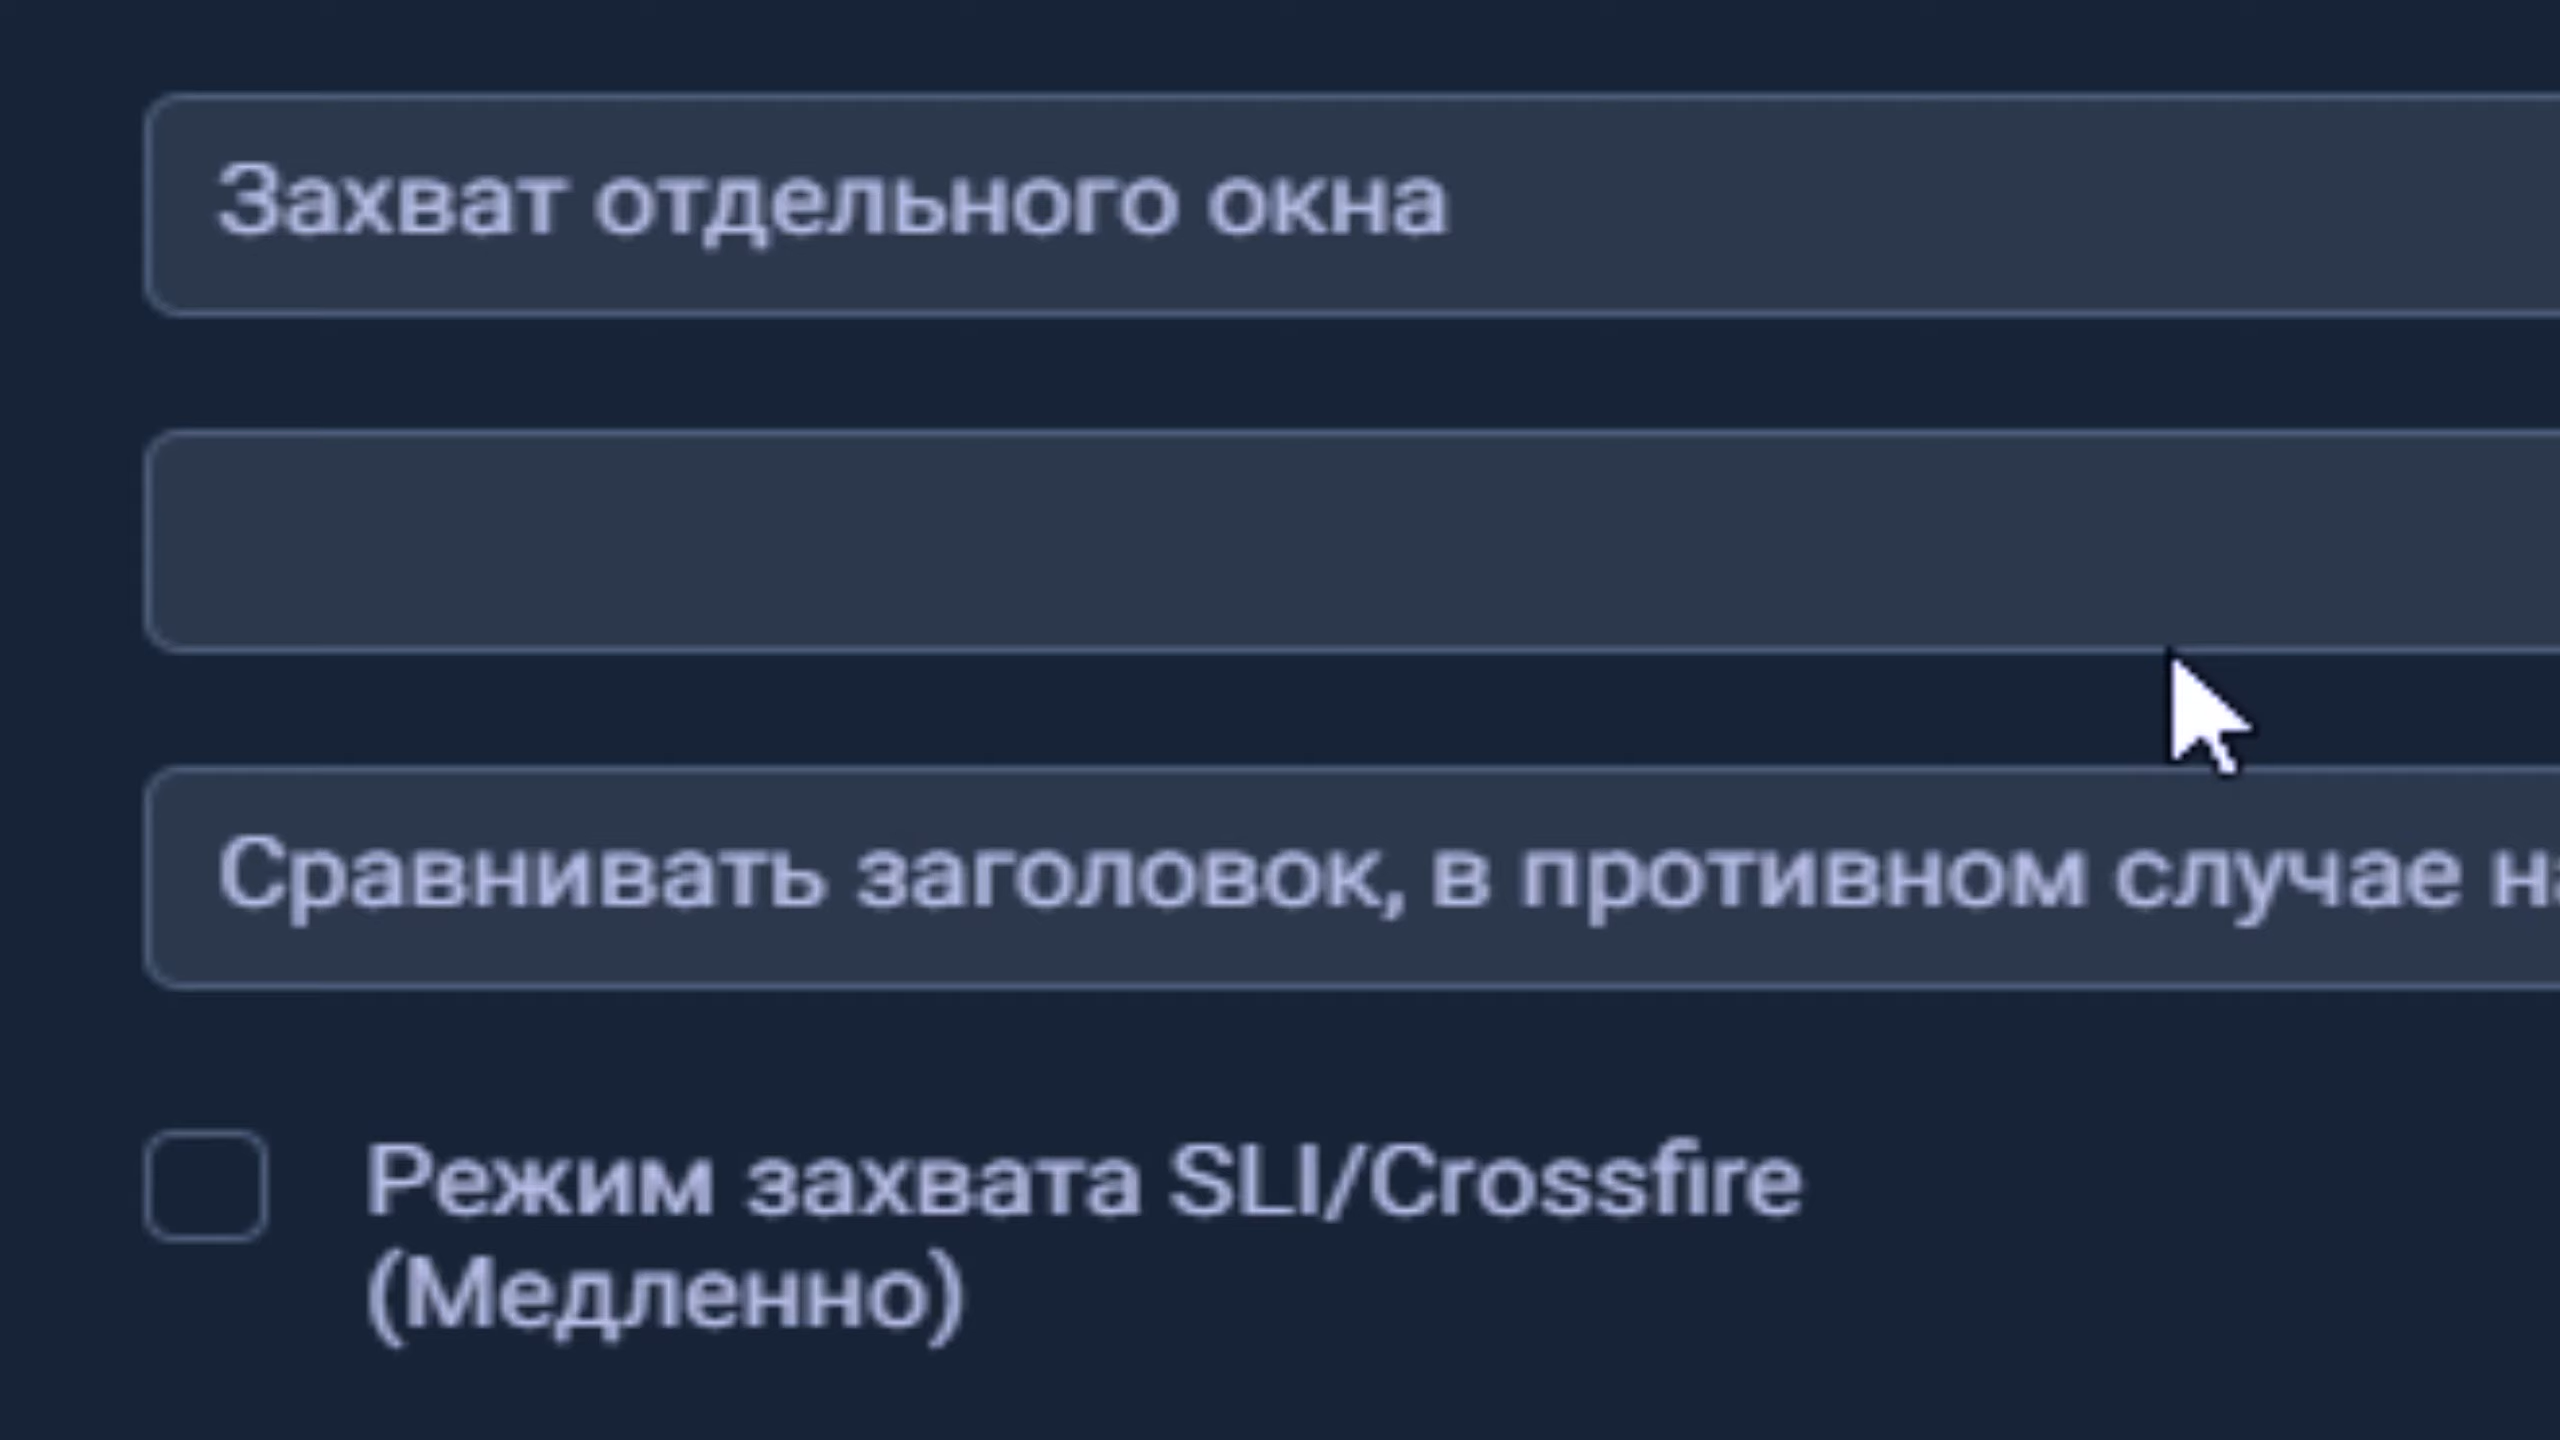 Захват отдельного окна
Сравнивать заголовок, в противном случае
Режим захвата SLI/Crossfire
(Медленно)